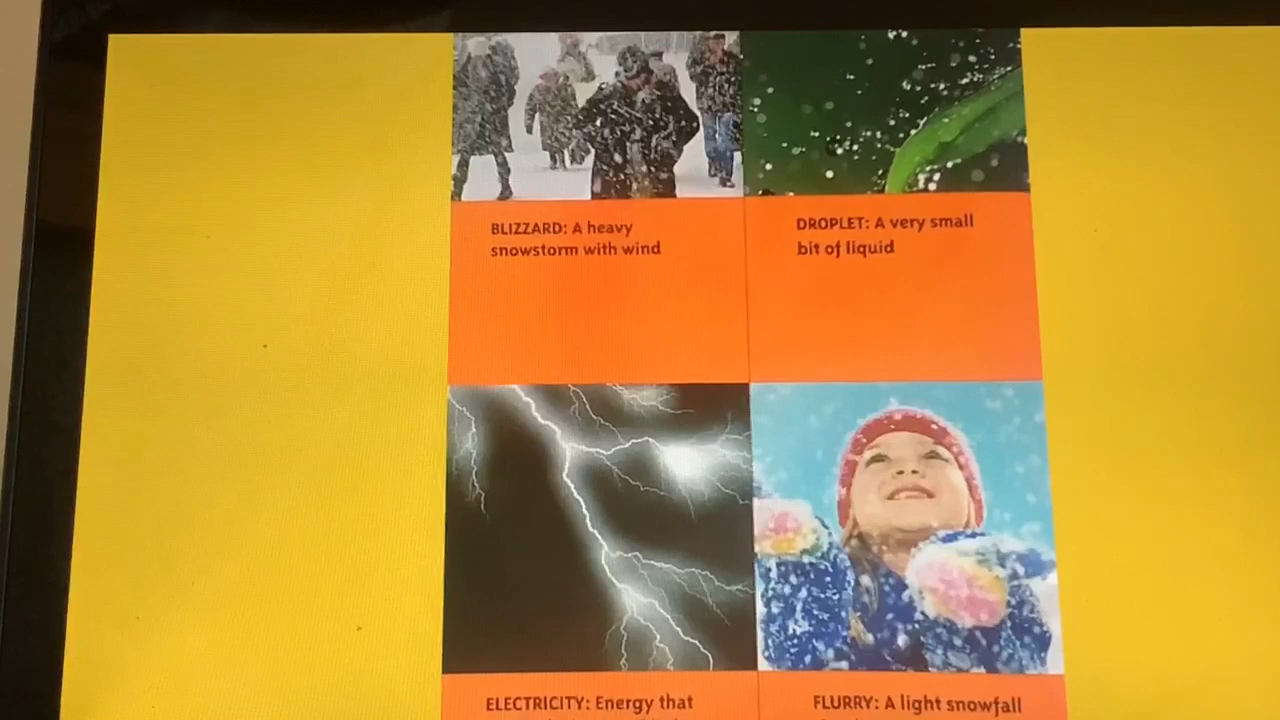 BLIZZARD: A heavy
snowstorm with wind
DROPLET: A very small
bit of liquid
ELECTRICITY: Energy that
FLURRY: A light snowfall